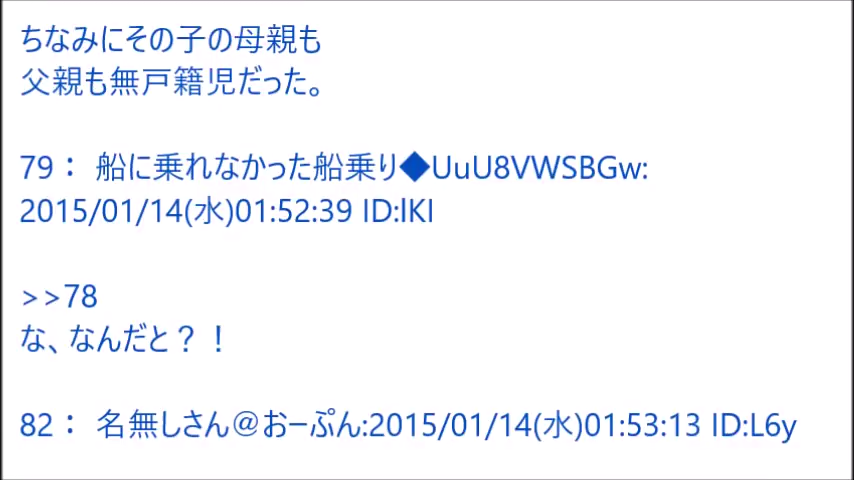 ちなみにその子の母親も
父親も無戸籍児だった。
79： 船に乗れなかった船乗り◆UuU8VWSBGw:
2015/01/14(水)01:52:39 ID:lKl
>>78
な、なんだと？！
82： 名無しさん＠おーぷん:2015/01/14(水)01:53:13 ID:L6y